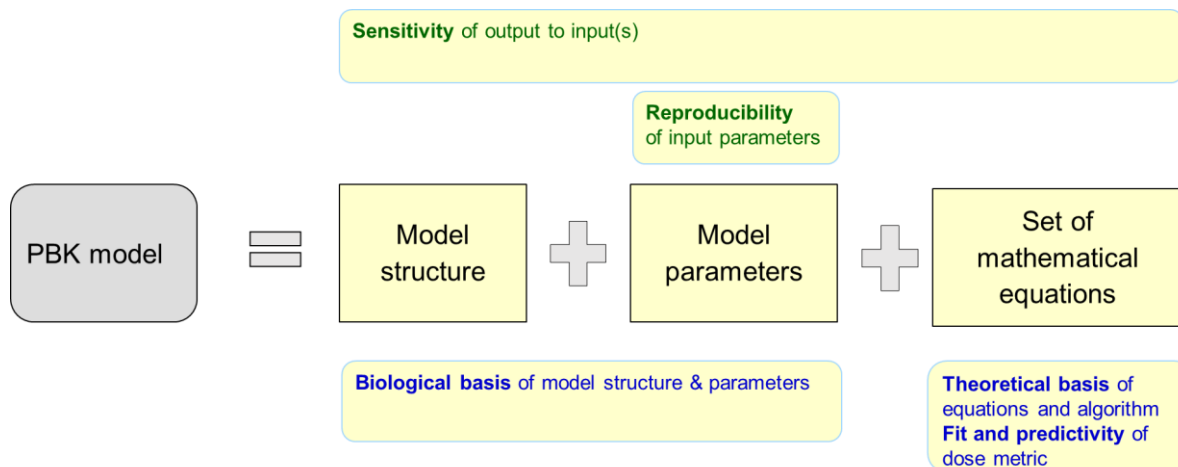 Sensitivity of output to input(s)
Reproducibility
of input parameters
PBK model
Model
structure
Model
parameters
Set of
mathematical
equations
Biological basis of model structure & parameters
Theoretical basis of
equations and algorithm
Fit and predictivity of
dose metric